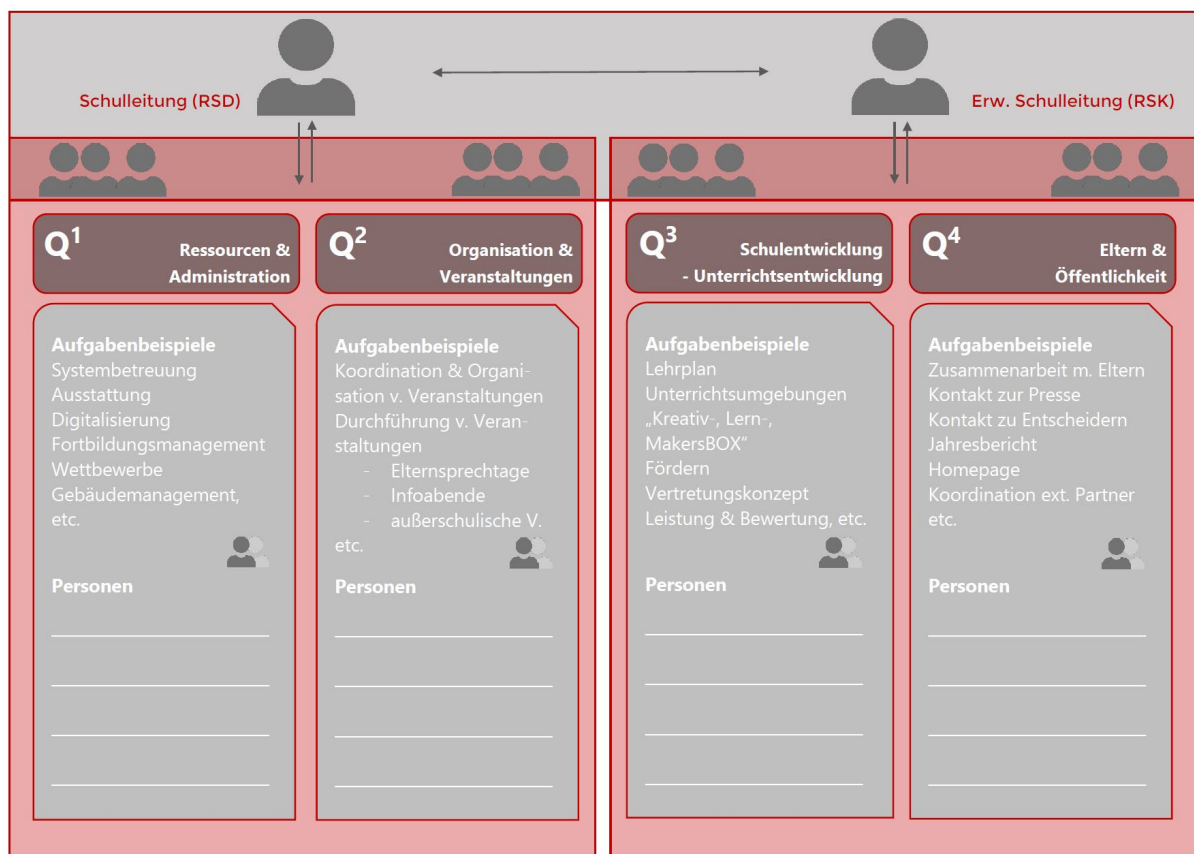 Schulleitung (RSD)
Erw. Schulleitung (RSK)
Q1
Ressourcen &
Administration
Aufgabenbeispiele
Systembetreuung
Ausstattung
Digitalisierung
Fortbildungsmanagement
Wettbewerbe
Gebäudemanagement,
etc.
Personen
Q2
Organisation &
Veranstaltungen
Aufgabenbeispiele
Koordination & Organi-
sation v. Veranstaltungen
Durchführung v. Veran-
staltungen
- Elternsprechtage
- Infoabende
- außerschulische V.
etc.
Personen
Q3
Schulentwicklung
- Unterrichtsentwicklung
Aufgabenbeispiele
Lehrplan
Unterrichtsumgebungen
„Kreativ-, Lern-,
MakersBOX“
Fördern
Vertretungskonzept
Leistung & Bewertung, etc.
Personen
Q4
Eltern &
Öffentlichkeit
Aufgabenbeispiele
Zusammenarbeit m. Eltern
Kontakt zur Presse
Kontakt zu Entscheidern
Jahresbericht
Homepage
Koordination ext. Partner
etc.
Personen